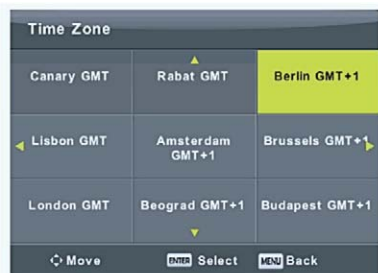 Time Zone
Canary GMT
Rabat GMT
Berlin GMT+1
Lisbon GMT
Amsterdam
GMT+1
Brussels GMT+1
London GMT
Beograd GMT+1
Budapest GMT+1
Move
ENTER Select
MENU Back